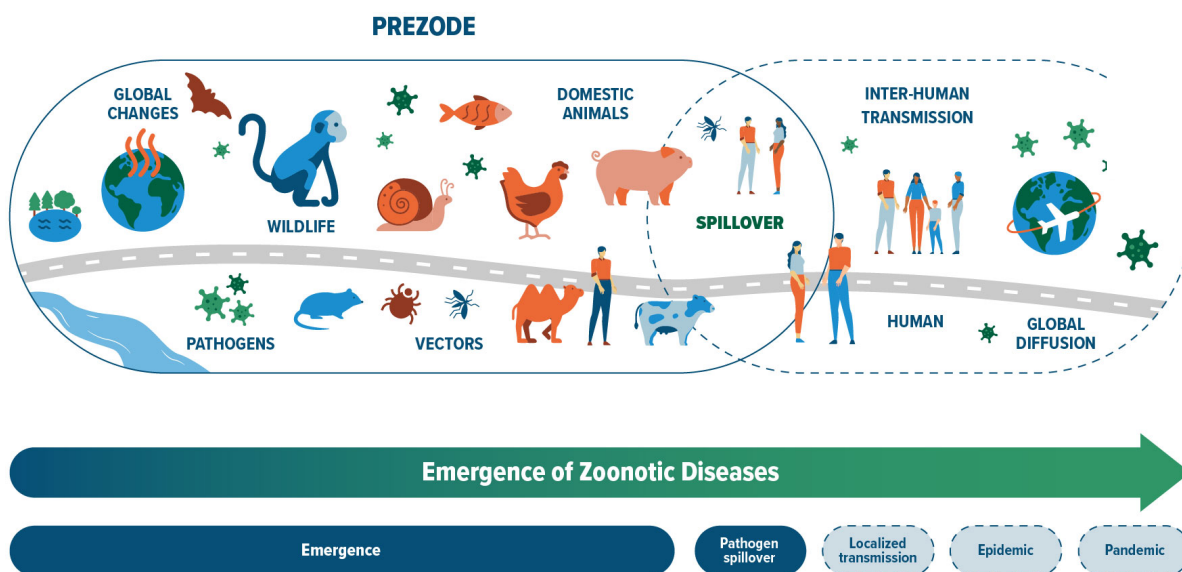 PREZODE
GLOBAL
CHANGES
WILDLIFE
DOMESTIC
ANIMALS
SPILLOVER
INTER-HUMAN
TRANSMISSION
PATHOGENS
VECTORS
HUMAN
GLOBAL
DIFFUSION
Emergence of Zoonotic Diseases
Emergence
Pathogen
spillover
Localized
transmission
Epidemic
Pandemic